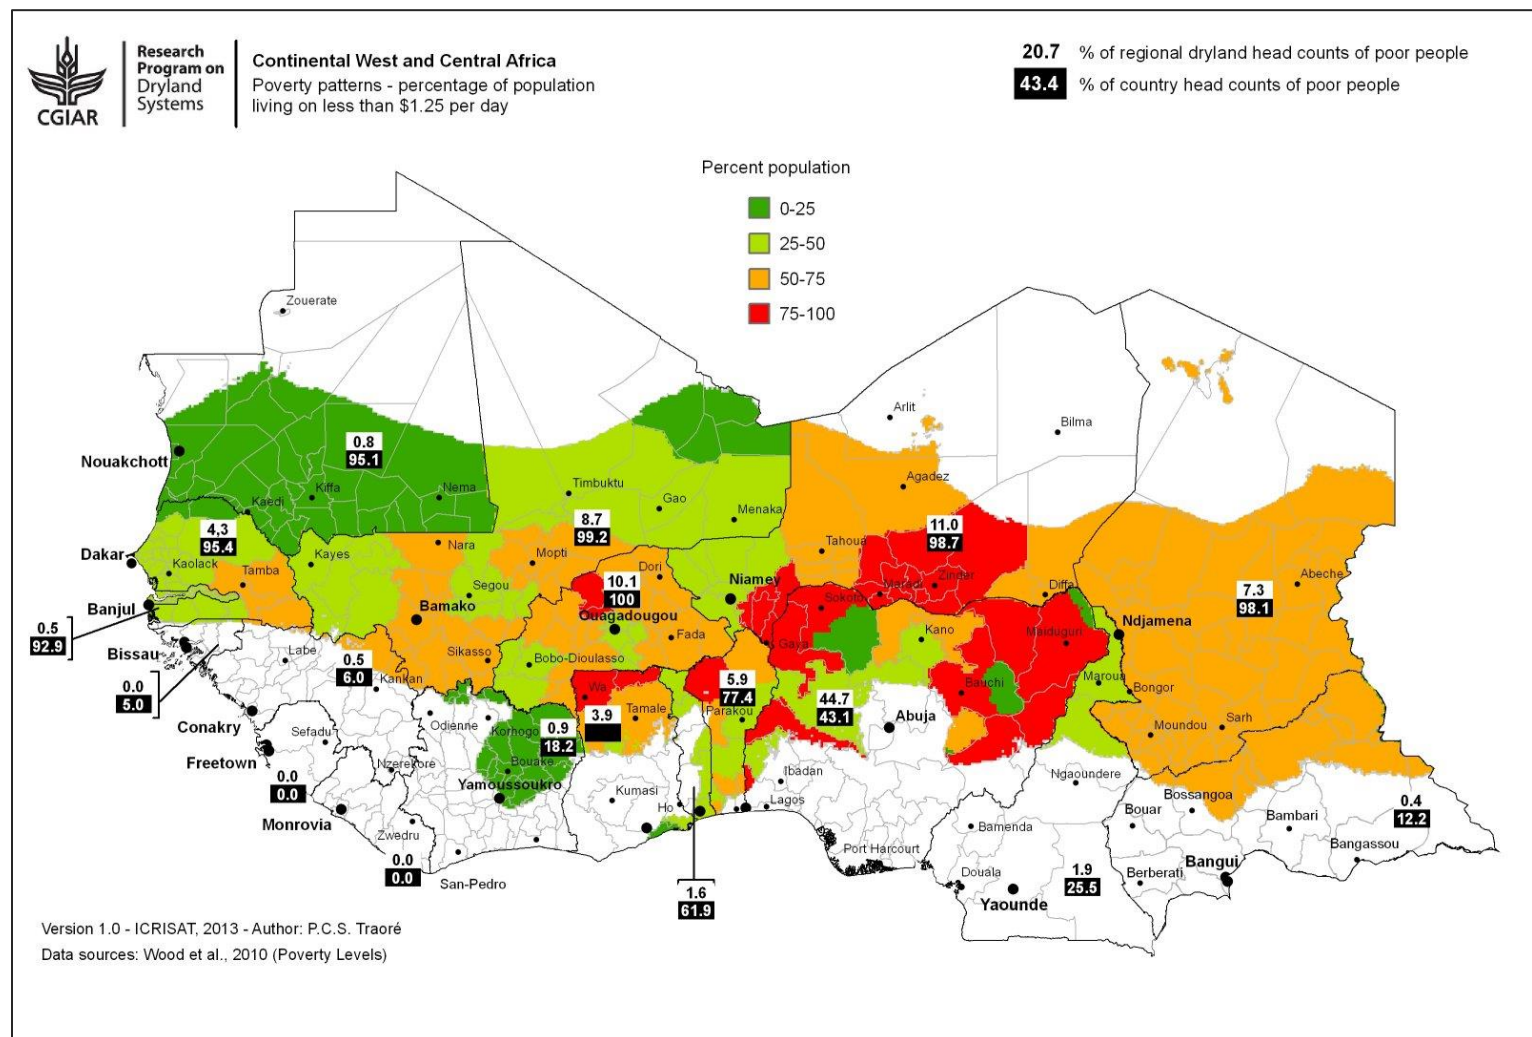 CGIAR
Research
Program on
Dryland
Systems
Continental West and Central Africa
Poverty patterns - percentage of population
living on less than $1.25 per day
20.7 % of regional dryland head counts of poor people
43.4 % of country head counts of poor people
Percent population
0-25
25-50
50-75
75-100
Zouerate
Arlit
Bilma
0.8
95.1
Nouakchott
Kiffa
Nema
Kaedi
Timbuktu
Gao
Menaka
Agadez
4,3
95.4
8.7
99.2
11.0
98.7
Dakar
Kaolack
Tamba
Kayes
Nara
Mopti
Segou
Dori
10.1
100
Niamey
Tahoua
Maradi
Zinder
Diffa
7.3
98.1
Abeche
Banjul
0.5
92.9
Bamako
Ouagadougou
Sokoto
Gaya
Kano
Maiduguri
Ndjamena
Bissau
0.0
5.0
Labe
0.5
6.0
Kankan
Sikasso
Bobo-Dioulasso
Fada
Wa
3.9
Tamale
5.9
77.4
Parakou
44.7
43.1
Bauchi
Maroua
Bongor
Conakry
Sefadu
Freetown
0.0
0.0
Nzerekore
Odienne
Korhogo
0.9
18.2
Bouake
Yamoussoukro
Abuja
Moundou
Sarh
Monrovia
Zwedru
0.0
0.0
San-Pedro
Kumasi
Ho
1.6
61.9
Ibadan
Lagos
Port Harcourt
Ngaoundere
Bamenda
Douala
Yaounde
1.9
25.5
Bouar
Bossangoa
Bambari
0.4
12.2
Bangassou
Bangui
Berberati
Version 1.0 - ICRISAT, 2013 - Author: P.C.S. Traoré
Data sources: Wood et al., 2010 (Poverty Levels)